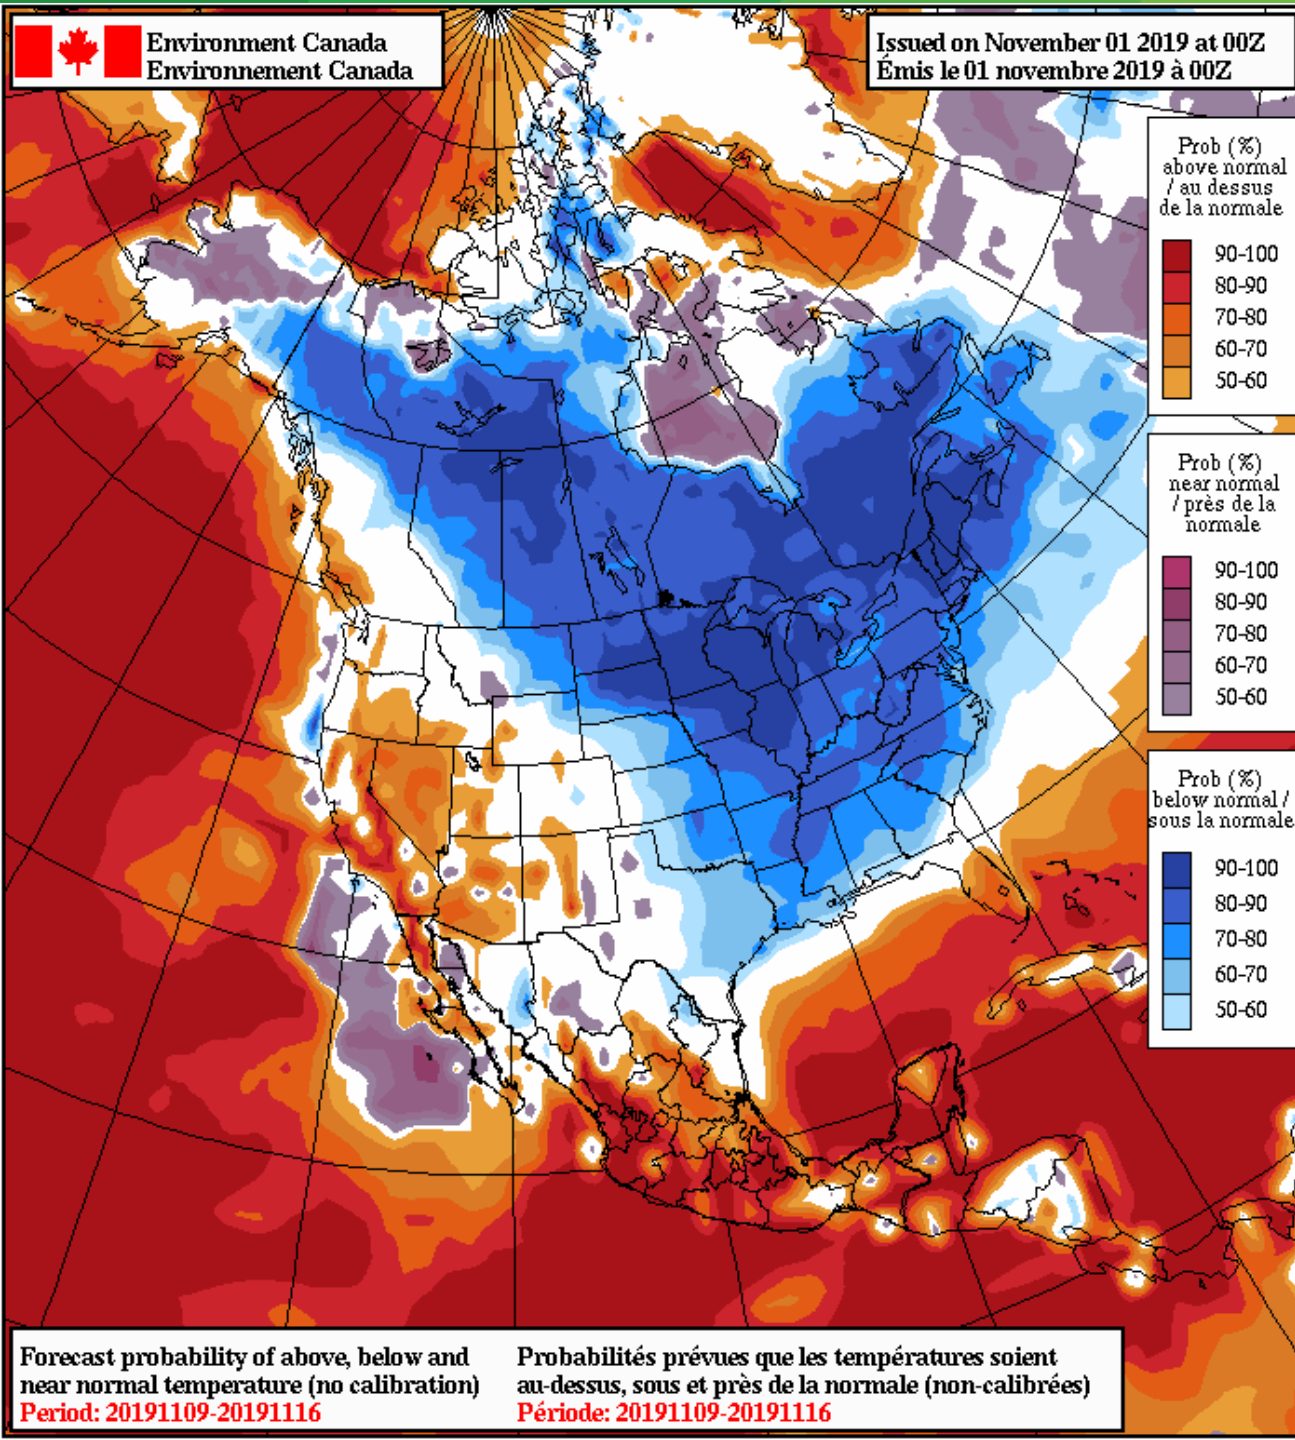 Environment Canada
Environnement Canada
Issued on November 01 2019 at 00Z
Émis le 01 novembre 2019 à 00Z
Prob (%)
above normal
/ au dessus
de la normale
90-100
80-90
70-80
60-70
50-60
Prob (%)
near normal
/ près de la
normale
90-100
80-90
70-80
60-70
50-60
Prob (%)
below normal /
sous la normale
90-100
80-90
70-80
60-70
50-60
Forecast probability of above, below and
near normal temperature (no calibration)
Period: 20191109-20191116
Probabilités prévues que les températures soient
au-dessus, sous et près de la normale (non-calibrées)
Période: 20191109-20191116